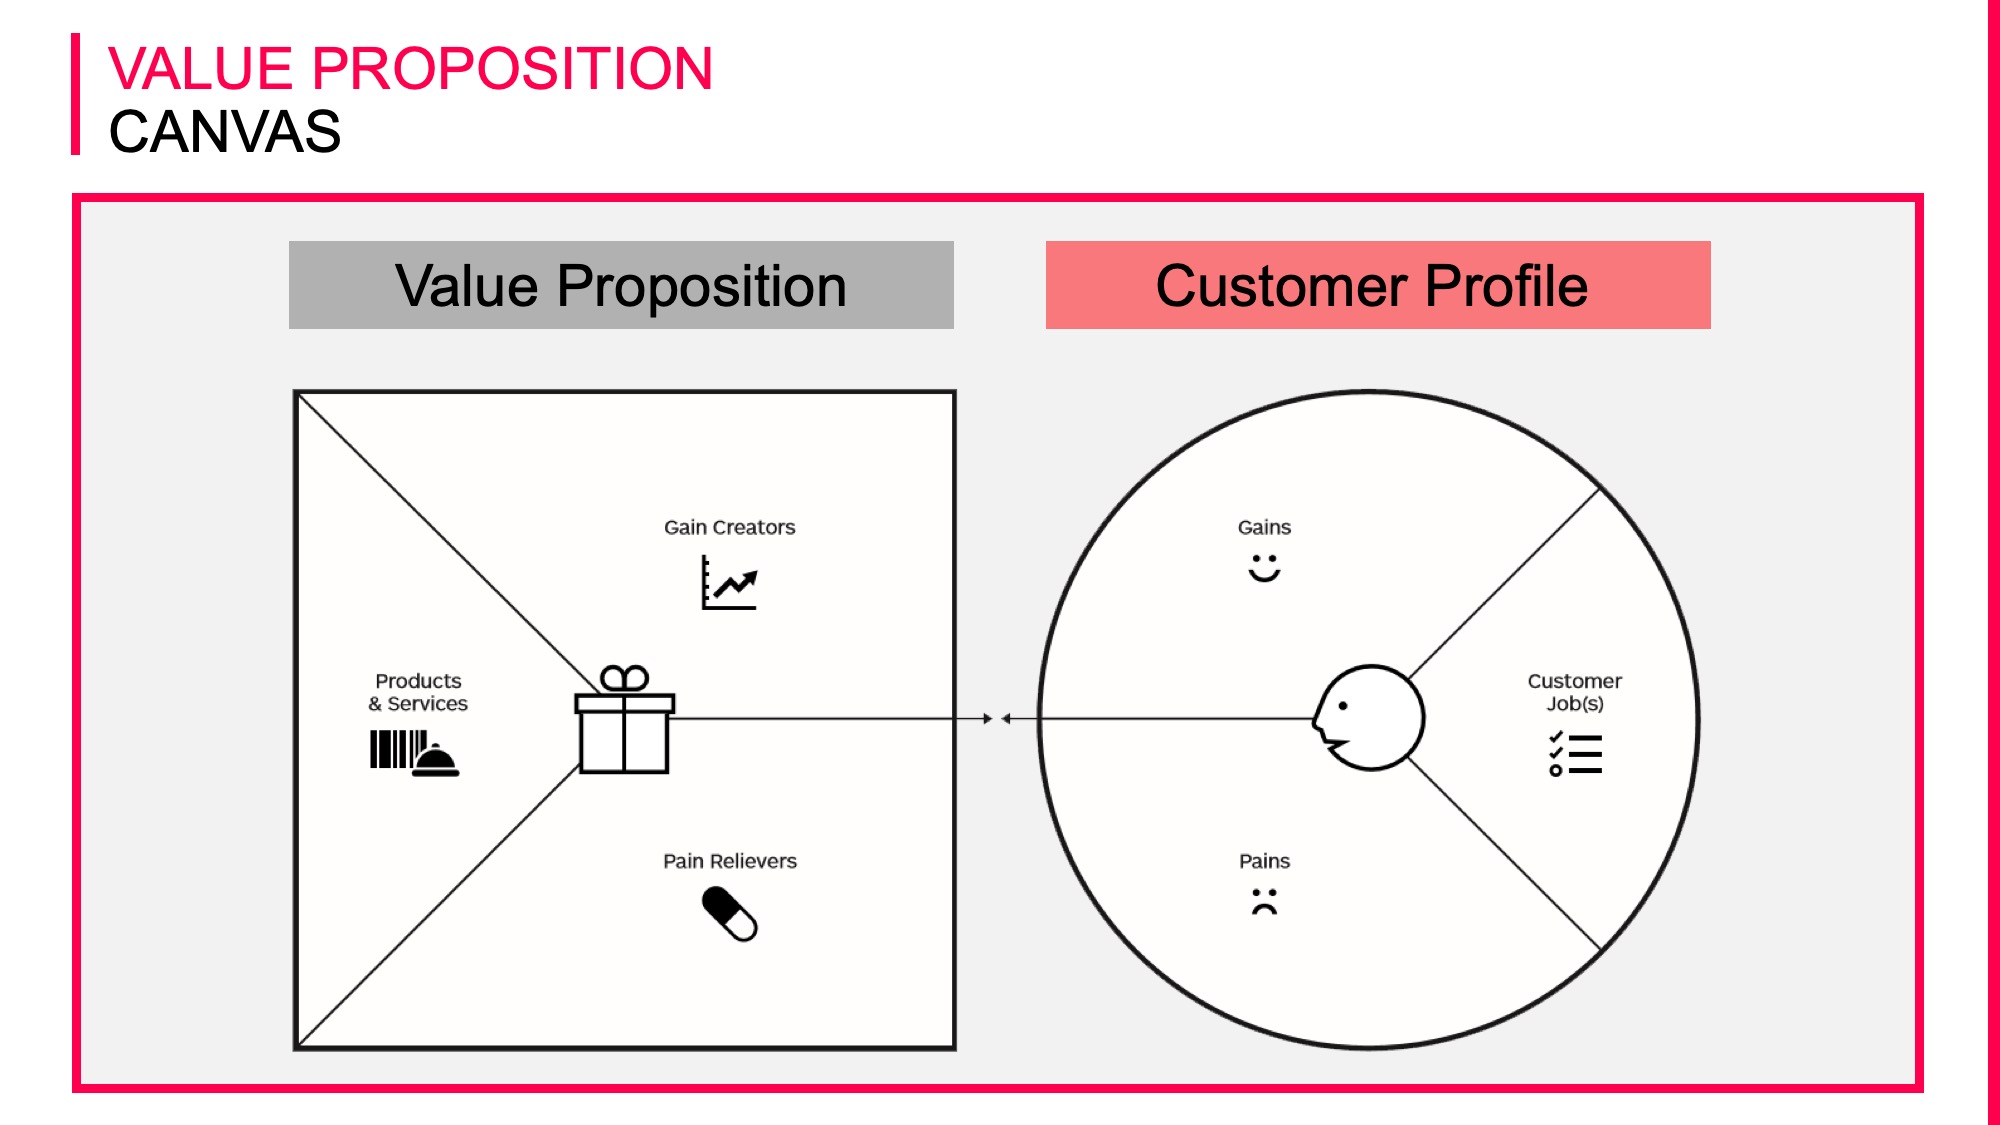 VALUE PROPOSITION
CANVAS
Value Proposition
Customer Profile
Gain Creators
Products
& Services
Pain Relievers
Gains
Customer
Job(s)
Pains